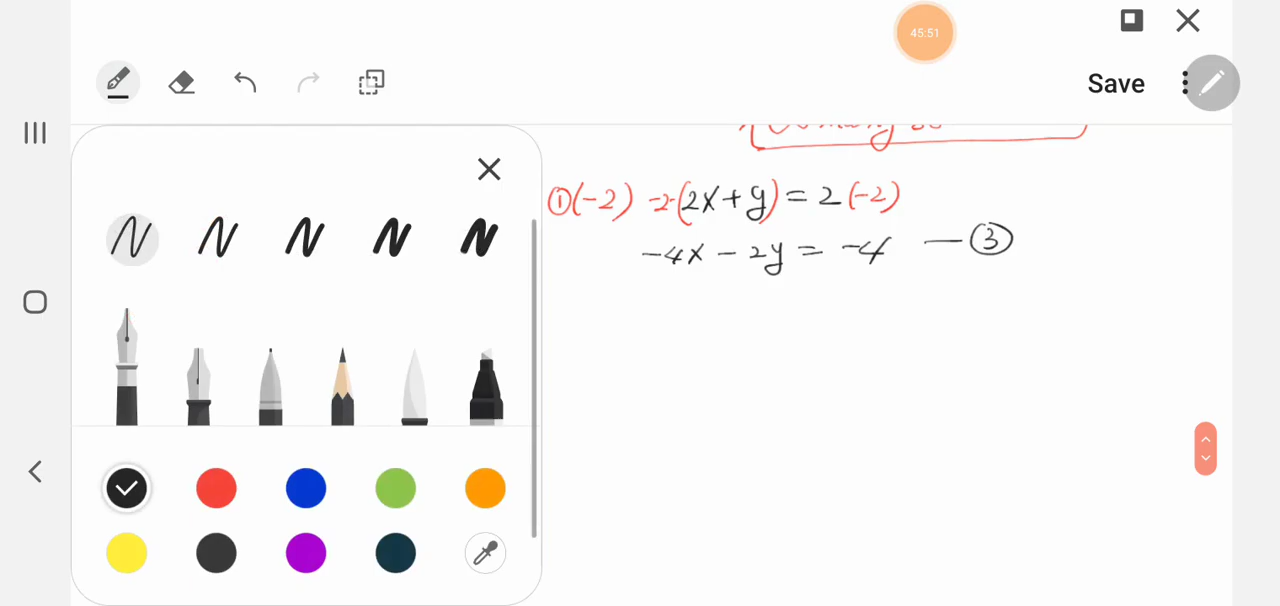 45:51
Save
①(-2) -2(2x+y) = 2(-2)
-4x - 2y = -4 — ③